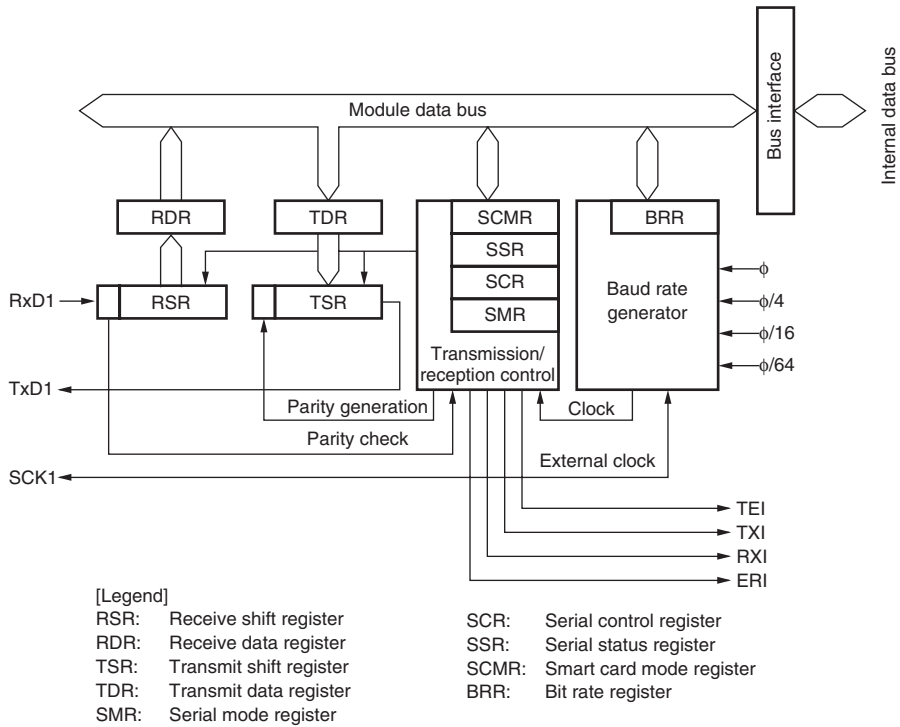 Module data bus
Bus interface
Internal data bus
RDR
TDR
SCMR
BRR
SSR
SCR
SMR
RxD1
RSR
TSR
Baud rate
generator
ϕ
ϕ/4
ϕ/16
ϕ/64
Transmission/
reception control
TxD1
Parity generation
Clock
Parity check
External clock
SCK1
TEI
TXI
RXI
ERI
[Legend]
RSR: Receive shift register
RDR: Receive data register
TSR: Transmit shift register
TDR: Transmit data register
SMR: Serial mode register
SCR: Serial control register
SSR: Serial status register
SCMR: Smart card mode register
BRR: Bit rate register